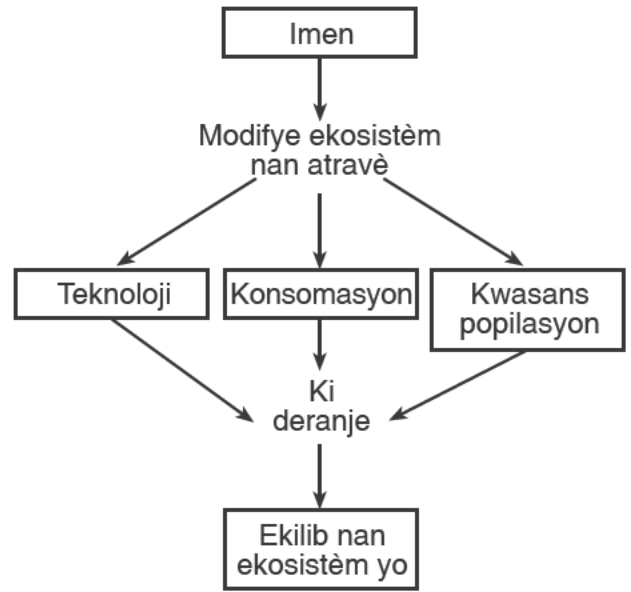 Imen
Modifye ekosistèm
nan atravè
Teknoloji
Konsomasyon
Kwasans
popilasyon
Ki
deranje
Ekilib nan
ekosistèm yo